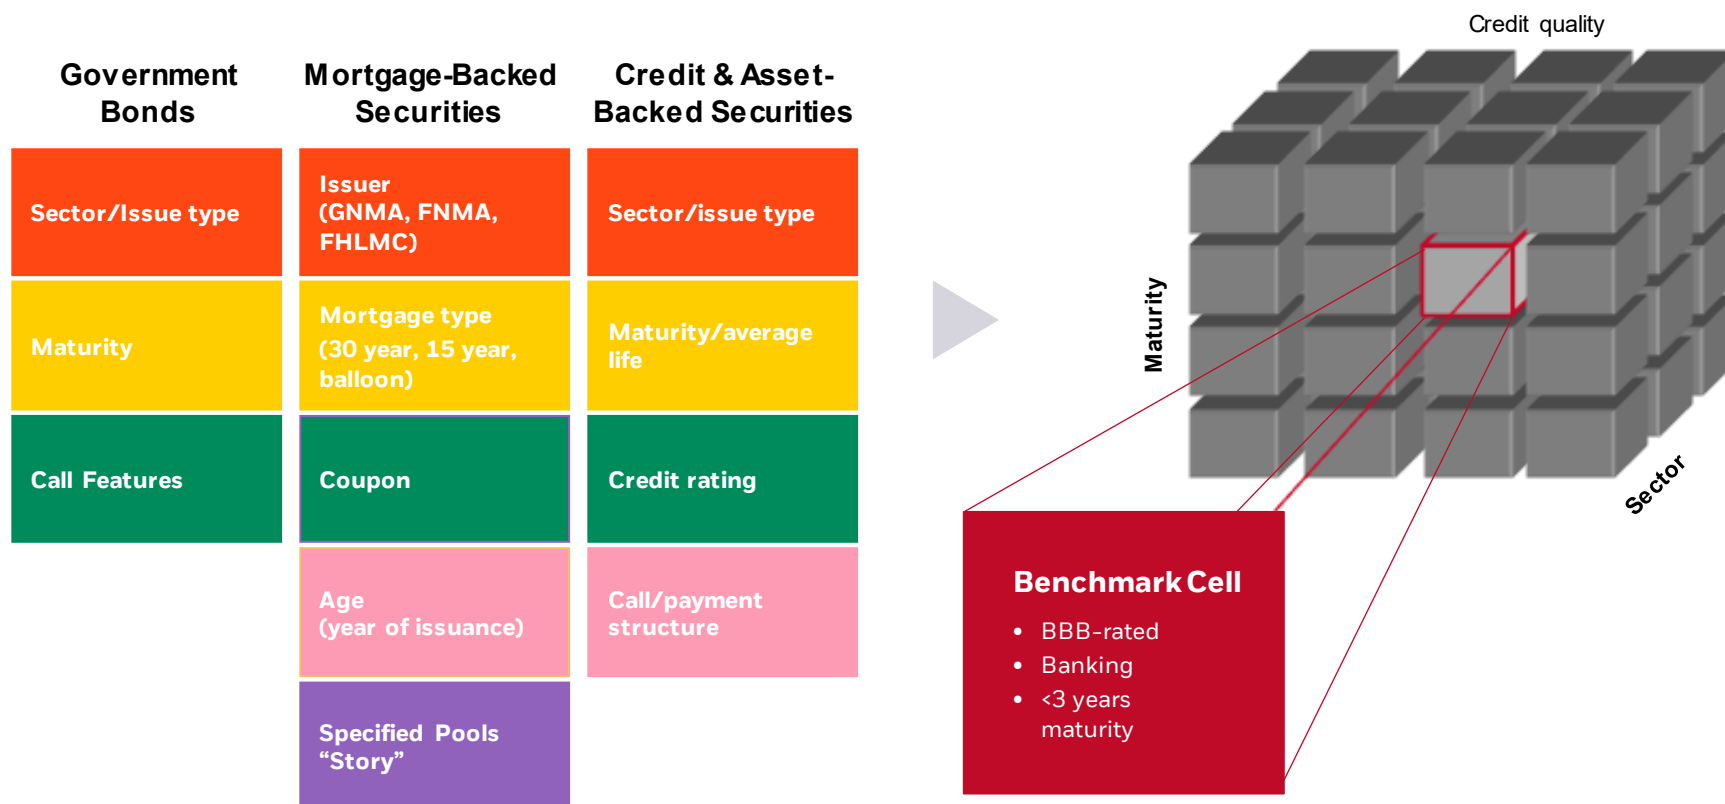 Government
Bonds
Sector/Issue type
Maturity
Call Features
Mortgage-Backed
Securities
Issuer
(GNMA, FNMA,
FHLMC)
Mortgage type
(30 year, 15 year,
balloon)
Coupon
Age
(year of issuance)
Specified Pools
“Story”
Credit & Asset-
Backed Securities
Sector/issue type
Maturity/average
life
Credit rating
Call/payment
structure
Credit quality
Maturity
Sector
Benchmark Cell
• BBB-rated
• Banking
• <3 years
maturity